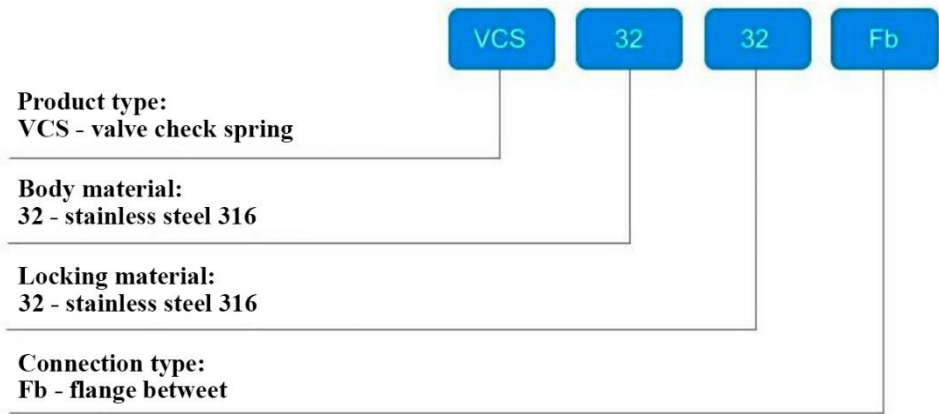 VCS 32 32 Fb
Product type:
VCS - valve check spring
Body material:
32 - stainless steel 316
Locking material:
32 - stainless steel 316
Connection type:
Fb - flange betweet